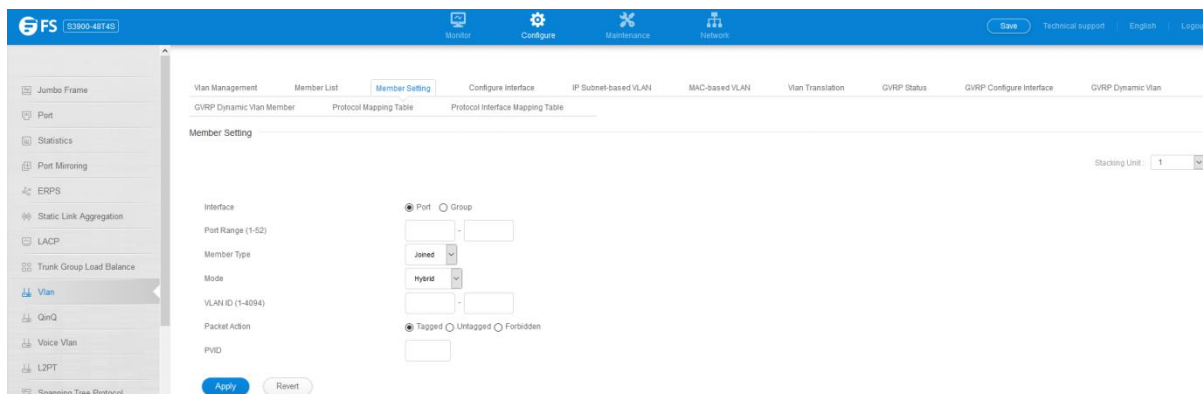 FS S3900-48T4S
Monitor Configure Maintenance Network
Save Technical support English Logou
Jumbo Frame
Port
Statistics
Port Mirroring
ERPS
Static Link Aggregation
LACP
Trunk Group Load Balance
Vlan
QinQ
Voice Vlan
L2PT
Spanning Tree Protocol
Vlan Management Member List Member Setting Configure Interface IP Subnet-based VLAN MAC-based VLAN Vlan Translation GVRP Status GVRP Configure Interface GVRP Dynamic Vlan
GVRP Dynamic Vlan Member Protocol Mapping Table Protocol Interface Mapping Table
Member Setting
Stacking Unit : 1
Interface Port Group
Port Range (1-52) -
Member Type Joined
Mode Hybrid
VLAN ID (1-4094) -
Packet Action Tagged Untagged Forbidden
PVID
Apply Revert